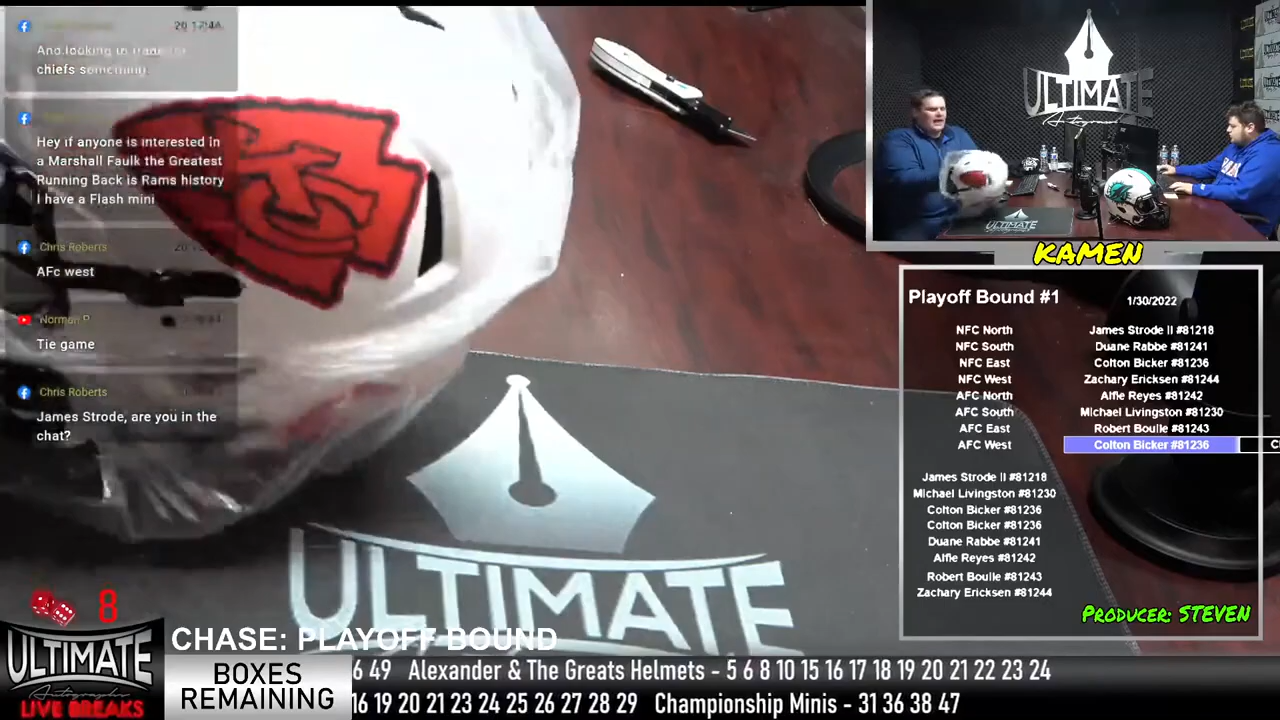 And looking to trade for
chiefs something.
Hey if anyone is interested in
a Marshall Faulk the Greatest
Running Back is Rams history
I have a Flash mini
Chris Roberts
AFc west
Norman P
Tie game
Chris Roberts
James Strode, are you in the
chat?
KC
ULTIMATE
ULTIMATE
Autographs
KAMEN
Playoff Bound #1
1/30/2022
NFC North James Strode II #81218
NFC South Duane Rabbe #81241
NFC East Colton Bicker #81236
NFC West Zachary Ericksen #81244
AFC North Alfie Reyes #81242
AFC South Michael Livingston #81230
AFC East Robert Boulle #81243
AFC West Colton Bicker #81236
James Strode II #81218
Michael Livingston #81230
Colton Bicker #81236
Colton Bicker #81236
Duane Rabbe #81241
Alfie Reyes #81242
Robert Boulle #81243
Zachary Ericksen #81244
PRODUCER: STEVEN
8
ULTIMATE
Autographs
LIVE BREAKS
CHASE: PLAYOFF BOUND
BOXES
REMAINING
6 49 Alexander & The Greats Helmets - 5 6 8 10 15 16 17 18 19 20 21 22 23 24
16 19 20 21 23 24 25 26 27 28 29 Championship Minis - 31 36 38 47